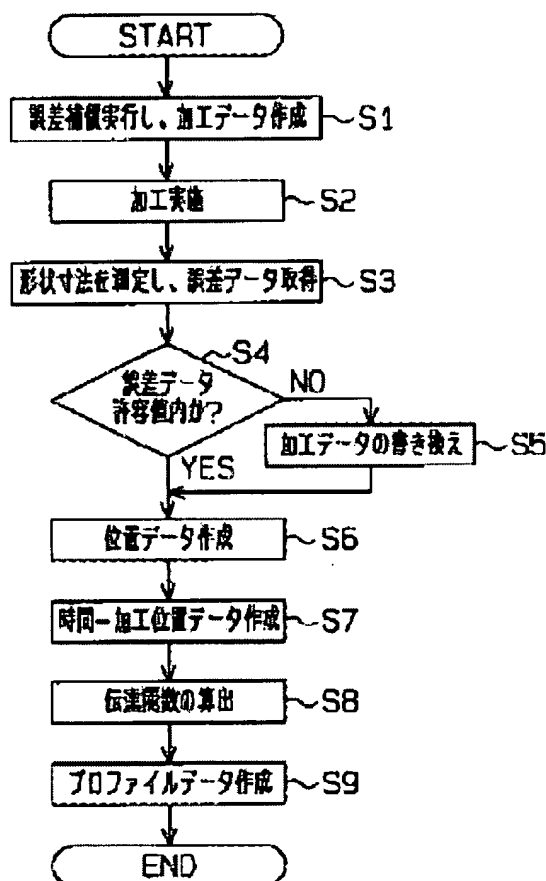 START
誤差補償実行し、加工データ作成 S1
加工実施 S2
形状寸法を測定し、誤差データ取得 S3
S4
誤差データ
許容値内か?
NO
加工データの書き換え S5
YES
位置データ作成 S6
時間-加工位置データ作成 S7
伝達関数の算出 S8
プロファイルデータ作成 S9
END